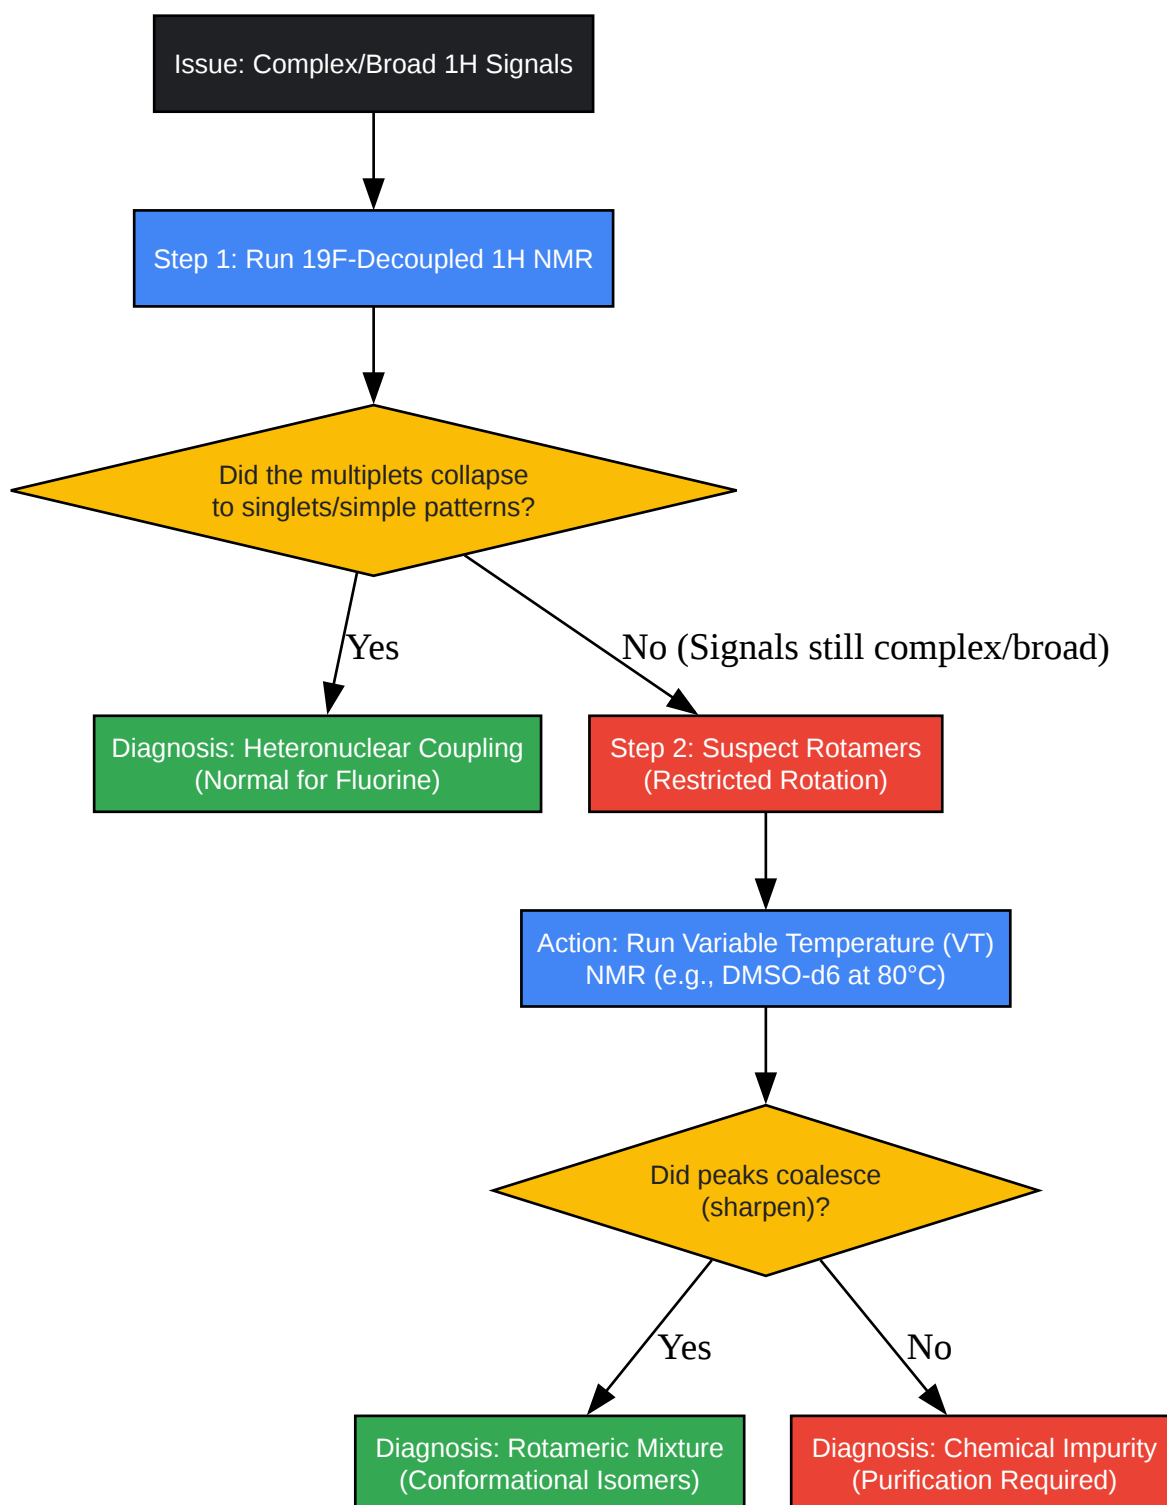 Issue: Complex/Broad 1H Signals
Step 1: Run 19F-Decoupled 1H NMR
Did the multiplets collapse
to singlets/simple patterns?
Yes
No (Signals still complex/broad)
Diagnosis: Heteronuclear Coupling
(Normal for Fluorine)
Step 2: Suspect Rotamers
(Restricted Rotation)
Action: Run Variable Temperature (VT)
NMR (e.g., DMSO-d6 at 80°C)
Did peaks coalesce
(sharpen)?
Yes
No
Diagnosis: Rotameric Mixture
(Conformational Isomers)
Diagnosis: Chemical Impurity
(Purification Required)